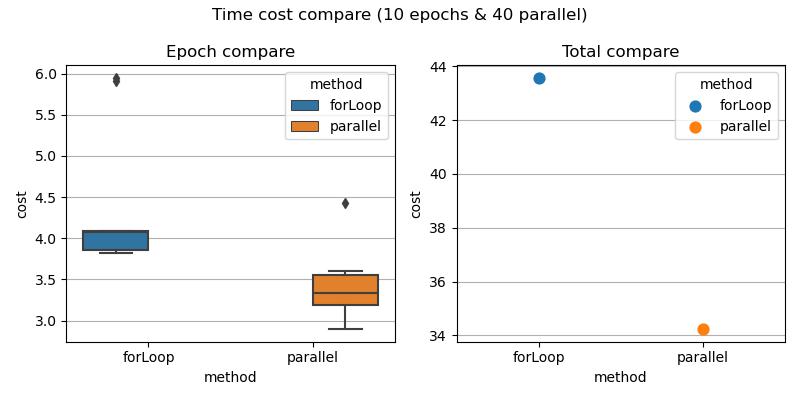 Time cost compare (10 epochs & 40 parallel)
Epoch compare
cost
6.0
5.5
5.0
4.5
4.0
3.5
3.0
method
forLoop
parallel
forLoop parallel
method
Total compare
cost
44
42
40
38
36
34
method
forLoop
parallel
forLoop parallel
method